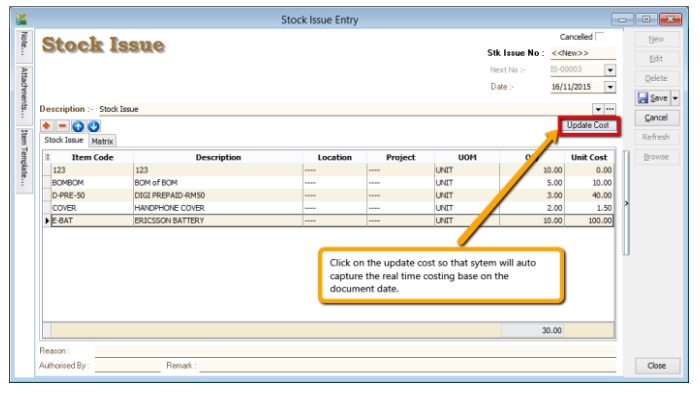 Stock Issue Entry
Note...
Attachments...
Item Template...
Stock Issue
Cancelled
Stk Issue No : <<New>>
Next No :- IS-00003
Date :- 16/11/2015
Description :- Stock Issue
Update Cost
Stock Issue Matrix
Item Code Description Location Project UOM Unit Cost
123 123 ---- ---- UNIT 10.00 0.00
BOMBOM BOM of BOM ---- ---- UNIT 5.00 10.00
D-PRE-50 DIGI PREPAID-RM50 ---- ---- UNIT 3.00 40.00
COVER HANDPHONE COVER ---- ---- UNIT 2.00 1.50
E-BAT ERICSSON BATTERY ---- ---- UNIT 10.00 100.00
Click on the update cost so that sytem will auto
capture the real time costing base on the
document date.
30.00
Reason :
Authorised By : Remark :
New
Edit
Delete
Save
Cancel
Refresh
Browse
Close